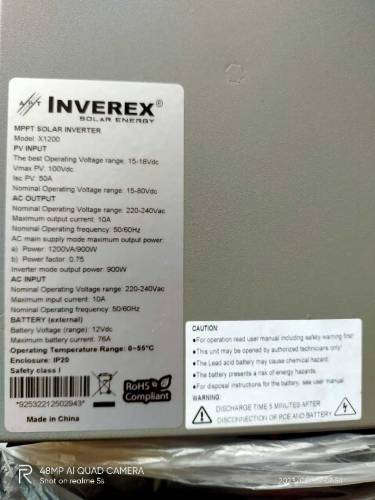 APT INVEREX®
SOLAR ENERGY
MPPT SOLAR INVERTER
Model: X1200
PV INPUT
The best Operating Voltage range: 15-18Vdc
Vmax PV: 100Vdc
Isc PV: 50A
Nominal Operating Voltage range: 15-80Vdc
AC OUTPUT
Nominal Operating Voltage range: 220-240Vac
Maximum output current: 10A
Nominal Operating frequency: 50/60Hz
AC main supply mode maximum output power:
a) Power: 1200VA/900W
b) Power factor: 0.75
Inverter mode output power: 900W
AC INPUT
Nominal Operating Voltage range: 220-240Vac
Maximum input current: 10A
Nominal Operating frequency: 50/60Hz
BATTERY (external)
Battery Voltage (range): 12Vdc
Maximum battery current: 76A
Operating Temperature Range: 0~55°C
Enclosure: IP20
Safety class I
RoHS
Compliant
*92532212502943*
Made in China
CAUTION:
●For operation read user manual including safety warning first!
●This unit may be opened by authorized technicians only!
●The Lead acid battery may cause chemical hazard.
●The battery presents a risk of energy hazards.
●For disposal instructions for the battery, see user manual.
WARNING:
DISCHARGE TIME 5 MINUTES AFTER
DISCONNECTION OF PCE AND BATTERY
48MP AI QUAD CAMERA
Shot on realme 5s